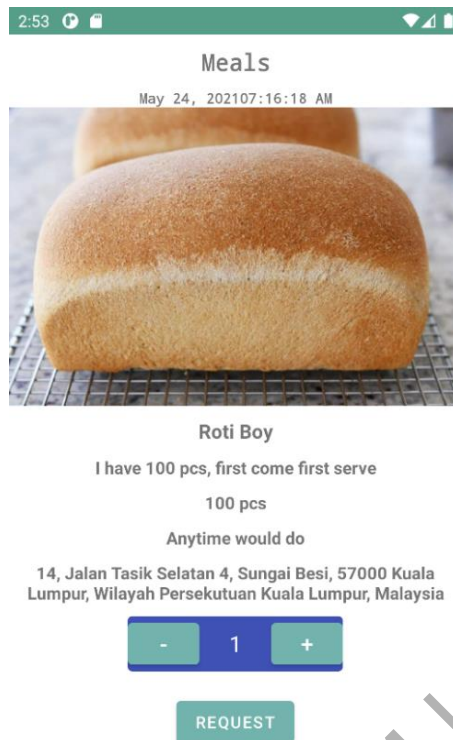 2:53
Meals
May 24, 202107:16:18 AM
Roti Boy
I have 100 pcs, first come first serve
100 pcs
Anytime would do
14, Jalan Tasik Selatan 4, Sungai Besi, 57000 Kuala
Lumpur, Wilayah Persekutuan Kuala Lumpur, Malaysia
- 1 +
REQUEST